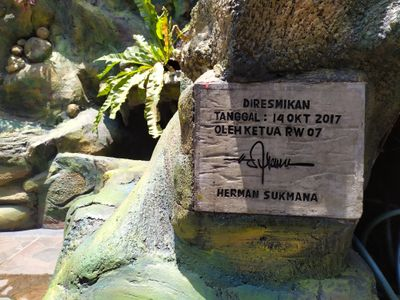 DIRESMIKAN
TANGGAL : 14 OKT 2017
OLEH KETUA RW 07
HERMAN SUKMANA